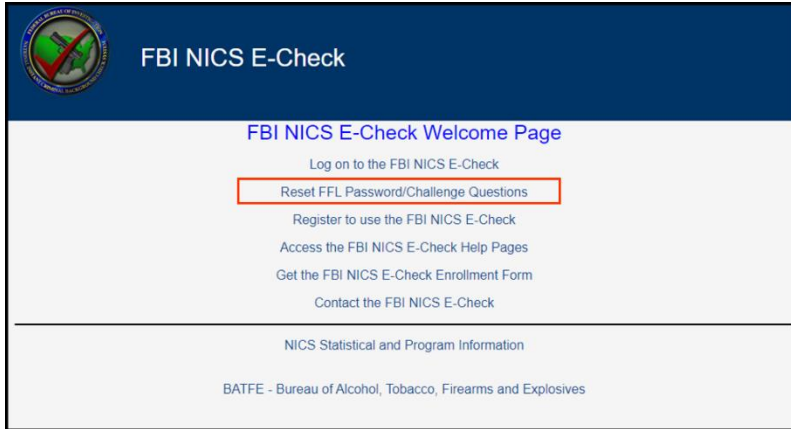 FBI NICS E-Check
FBI NICS E-Check Welcome Page
Log on to the FBI NICS E-Check
Reset FFL Password/Challenge Questions
Register to use the FBI NICS E-Check
Access the FBI NICS E-Check Help Pages
Get the FBI NICS E-Check Enrollment Form
Contact the FBI NICS E-Check
NICS Statistical and Program Information
BATFE - Bureau of Alcohol, Tobacco, Firearms and Explosives